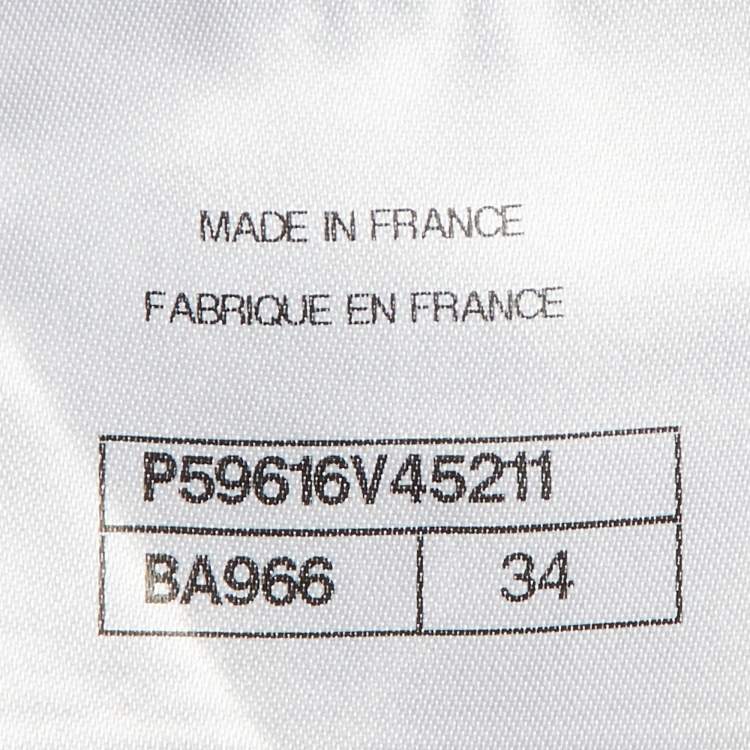 MADE IN FRANCE
FABRIQUE EN FRANCE
P59616V45211
BA966 34